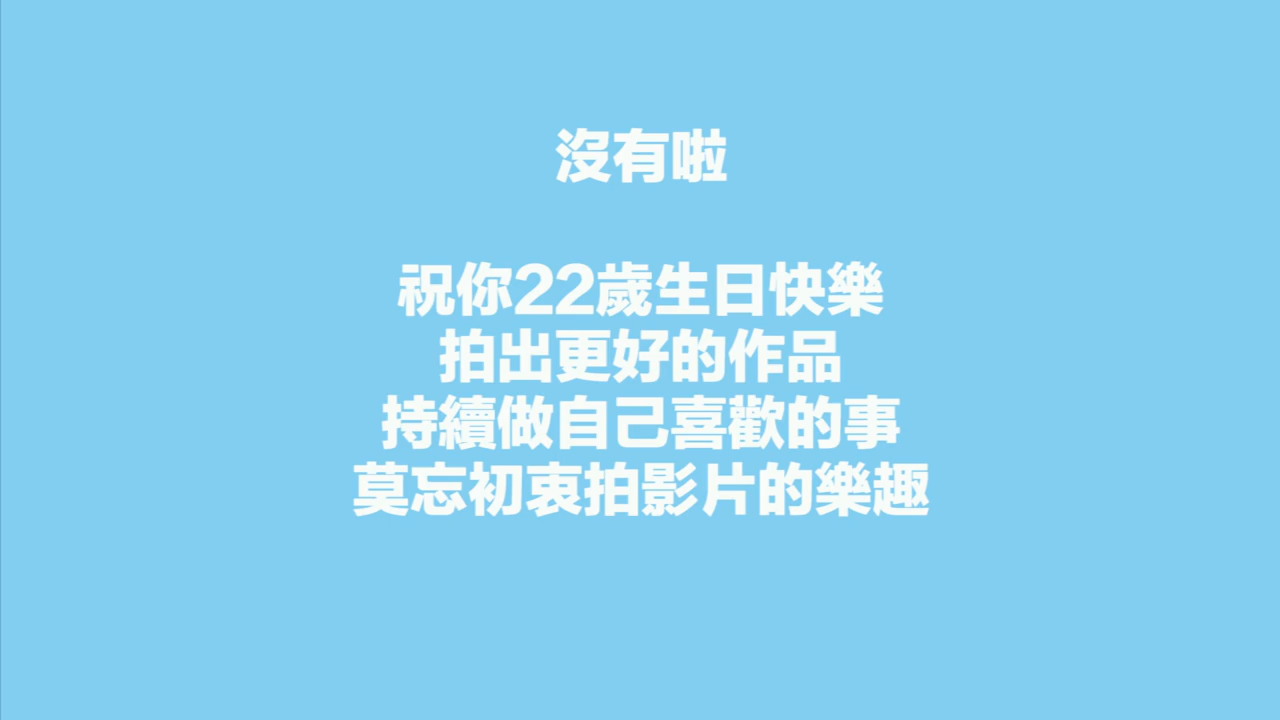 沒有啦
祝你22歲生日快樂
拍出更好的作品
持續做自己喜歡的事
莫忘初衷拍影片的樂趣